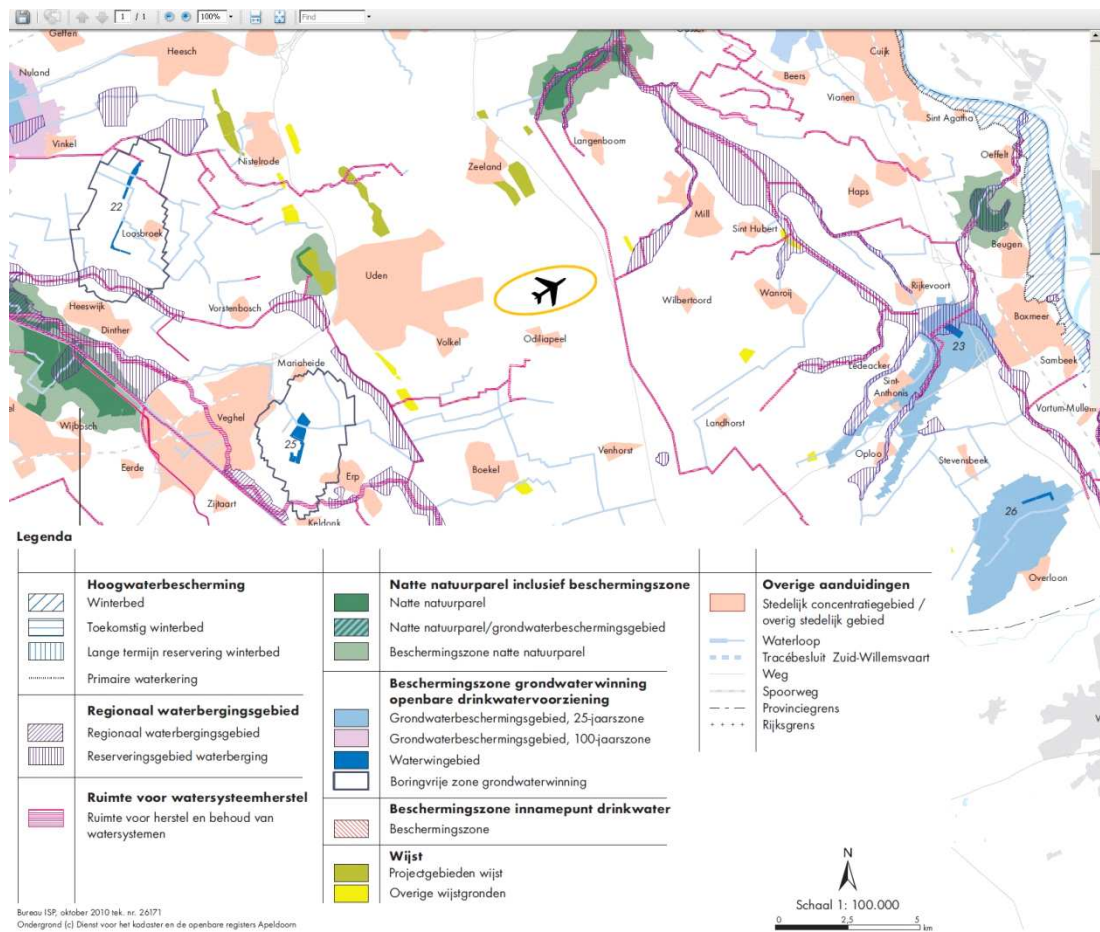 1 / 1
100%
Find
Geffen
Heesch
Cuijk
Nuland
Beers
Vianen
Sint Agatha
Vinkel
Nistelrode
Langenboom
Oeffelt
Zeeland
Haps
22
Mill
Loosbroek
Sint Hubert
Beugen
Uden
Rijkevoort
Heeswijk
Vorstenbosch
Wilbertoord
Wanroij
Dinther
Boxmeer
Volkel
Odiliapeel
23
Mariaheide
Ledeacker
Sambeek
Sint-
Anthonis
Veghel
Vortum-Mulle
Wijbosch
Landhorst
25
Venhorst
Oploo
Stevensbeek
Eerde
Boekel
Erp
Zijtaart
26
Keldonk
Overloon
Legenda
Hoogwaterbescherming
Winterbed
Toekomstig winterbed
Lange termijn reservering winterbed
Primaire waterkering
Regionaal waterbergingsgebied
Regionaal waterbergingsgebied
Reserveringsgebied waterberging
Ruimte voor watersysteemherstel
Ruimte voor herstel en behoud van
watersystemen
Natte natuurparel inclusief beschermingszone
Natte natuurparel
Natte natuurparel/grondwaterbeschermingsgebied
Beschermingszone natte natuurparel
Beschermingszone grondwaterwinning
openbare drinkwatervoorziening
Grondwaterbeschermingsgebied, 25-jaarszone
Grondwaterbeschermingsgebied, 100-jaarszone
Waterwingebied
Boringvrije zone grondwaterwinning
Beschermingszone innamepunt drinkwater
Beschermingszone
Wijst
Projectgebieden wijst
Overige wijstgronden
Overige aanduidingen
Stedelijk concentratiegebied /
overig stedelijk gebied
Waterloop
Tracébesluit Zuid-Willemsvaart
Weg
Spoorweg
Provinciegrens
Rijksgrens
N
Schaal 1: 100.000
0 2,5 5
km
Bureau ISP, oktober 2010 tek. nr. 26171
Ondergrond (c) Dienst voor het kadaster en de openbare registers Apeldoorn